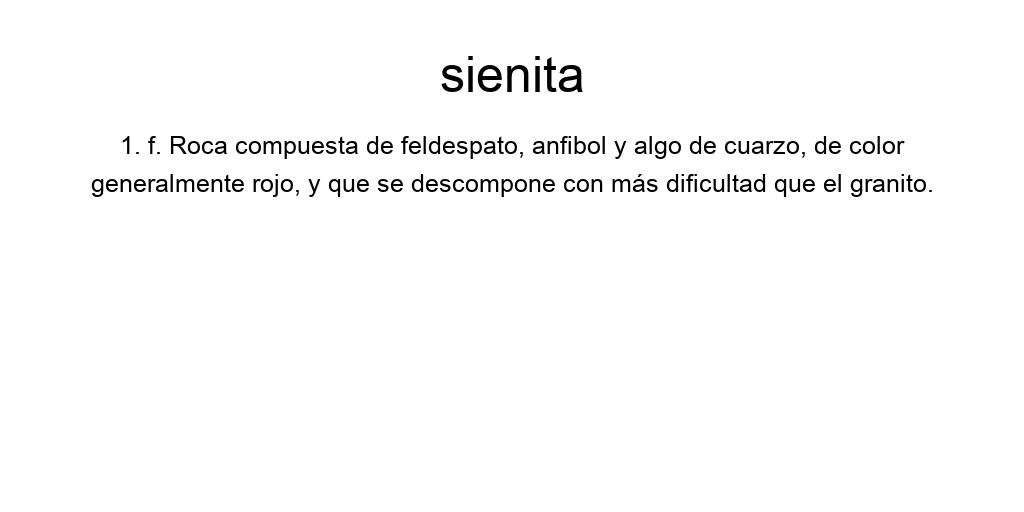 sienita
1. f. Roca compuesta de feldespato, anfibol y algo de cuarzo, de color
generalmente rojo, y que se descompone con más dificultad que el granito.